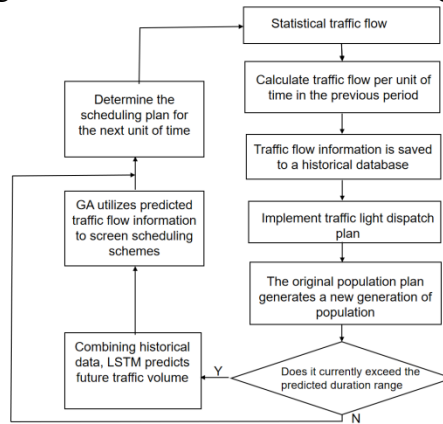 Statistical traffic flow
Calculate traffic flow per unit of
time in the previous period
Traffic flow information is saved
to a historical database
Implement traffic light dispatch
plan
The original population plan
generates a new generation of
population
Does it currently exceed the
predicted duration range
Y
N
Combining historical
data, LSTM predicts
future traffic volume
GA utilizes predicted
traffic flow information
to screen scheduling
schemes
Determine the
scheduling plan for
the next unit of time